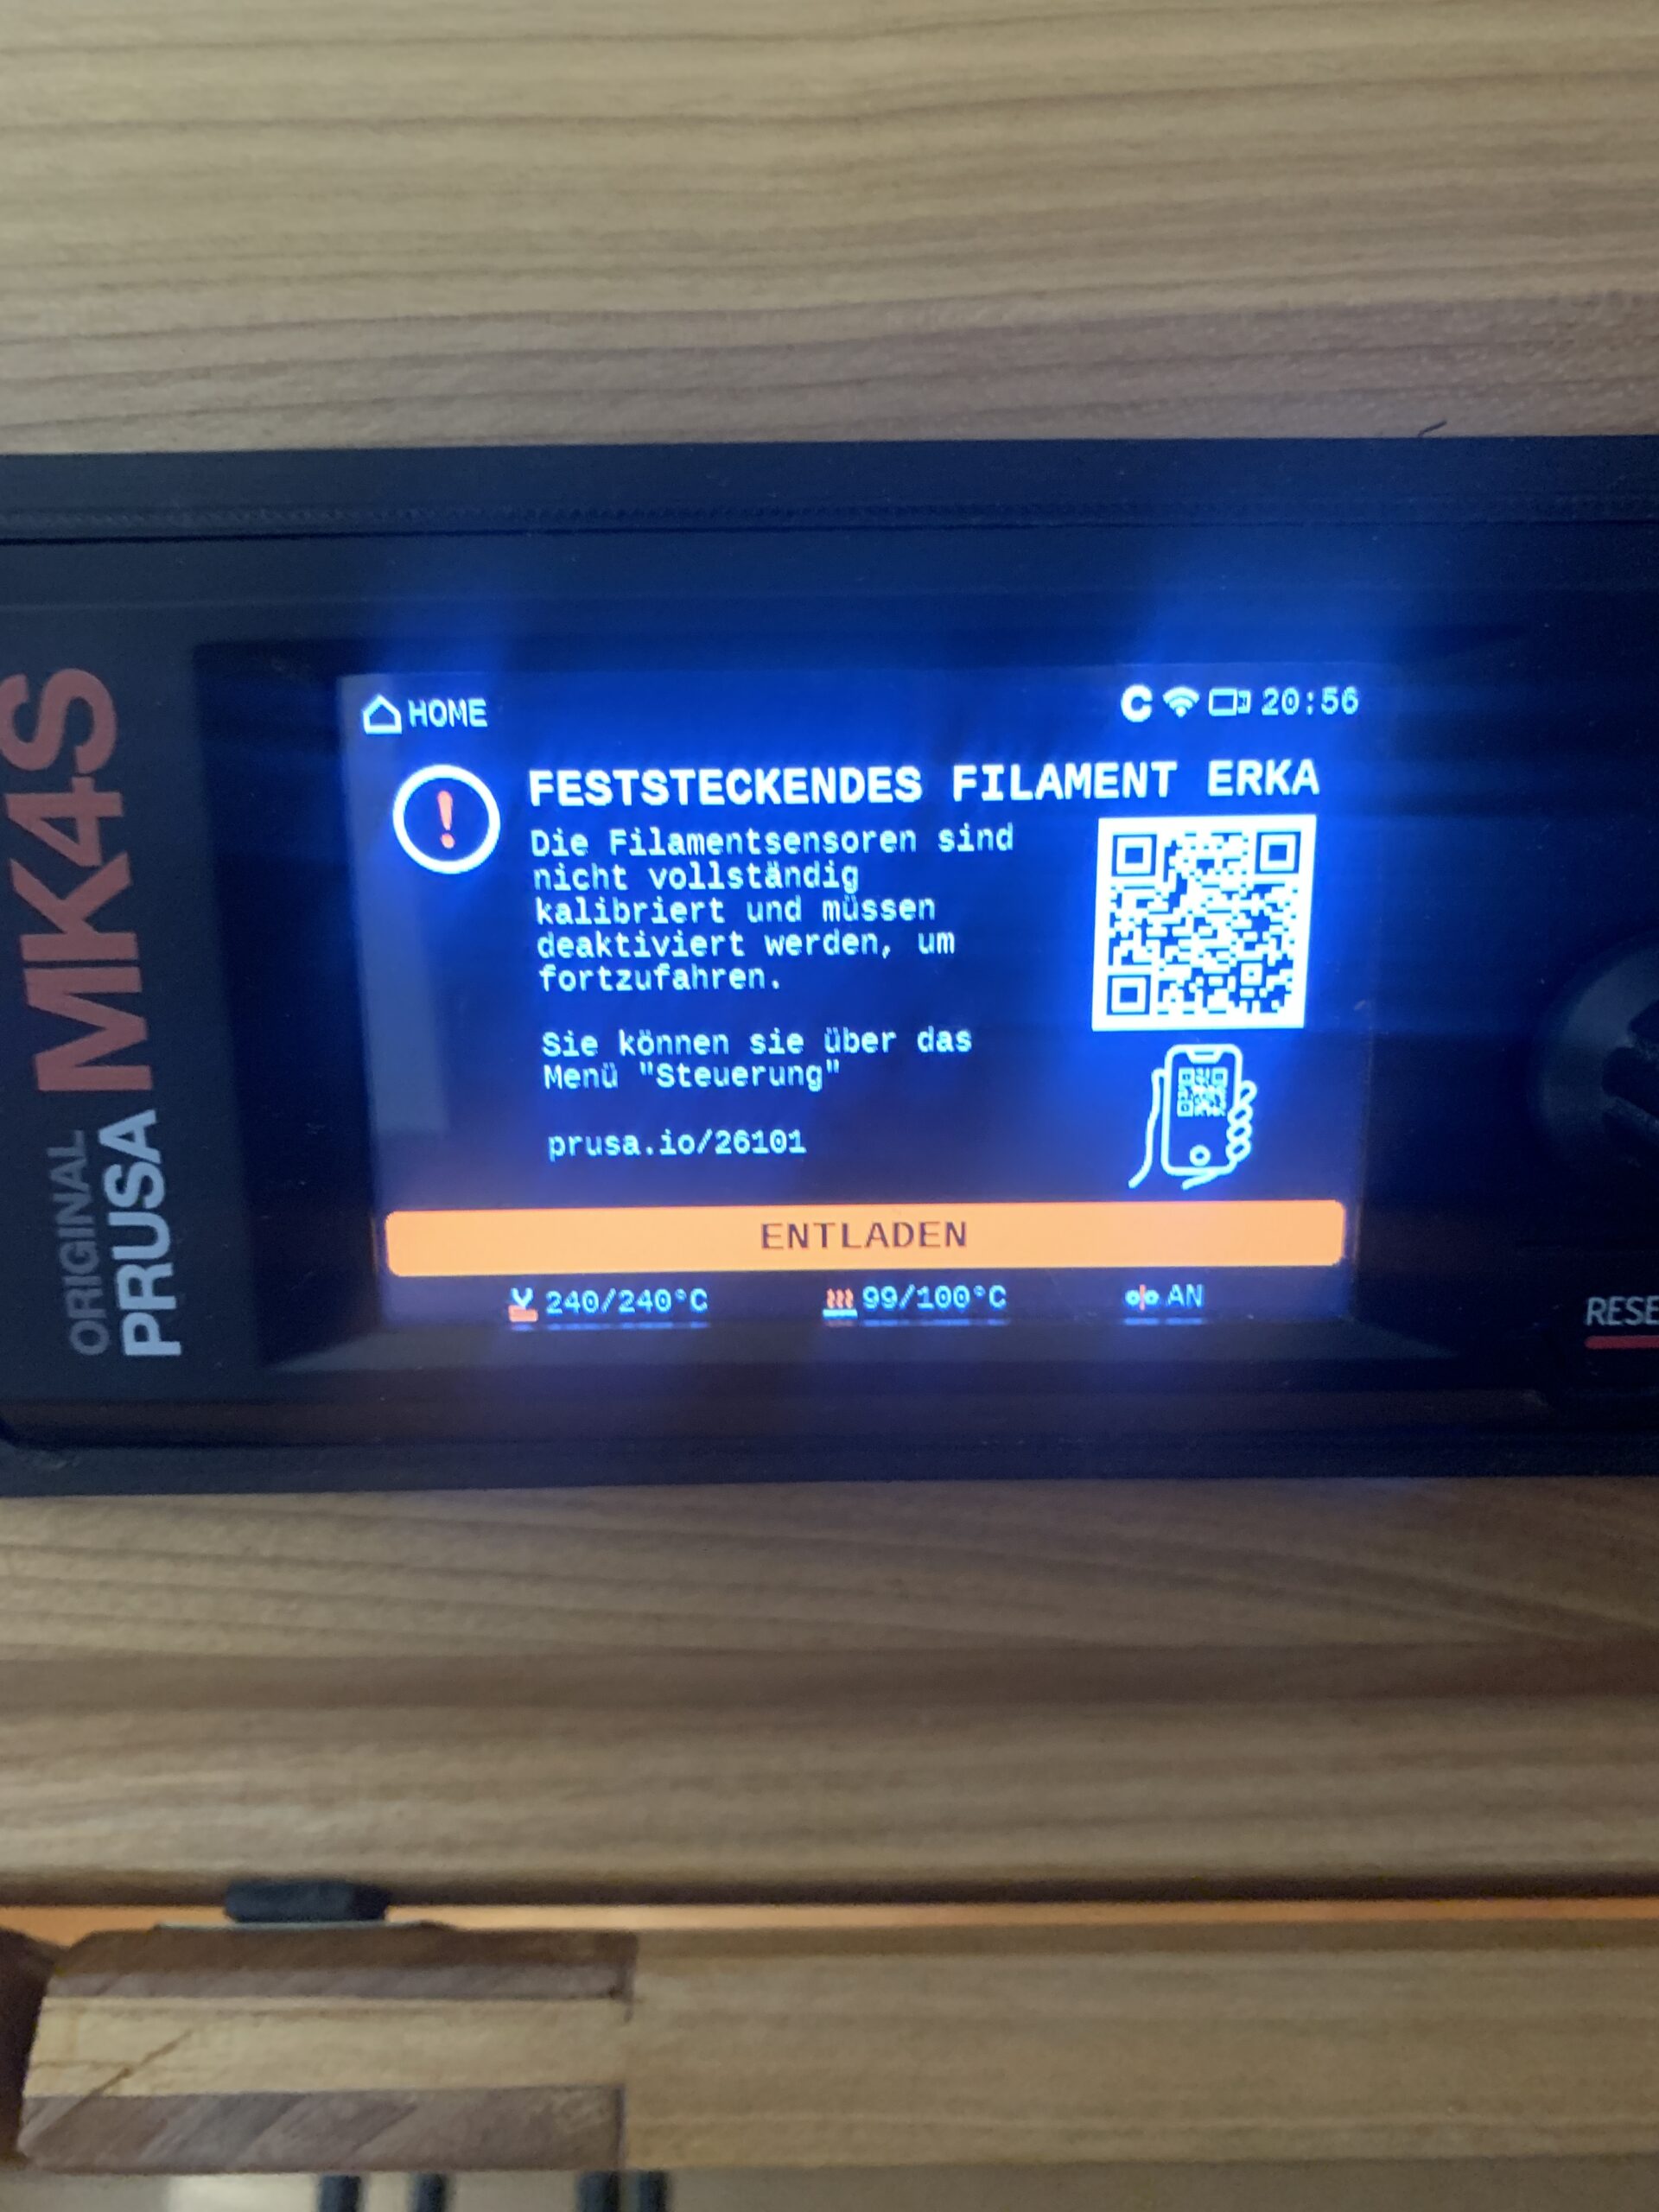 HOME
C 20:56
FESTSTECKENDES FILAMENT ERKA
Die Filamentsensoren sind
nicht vollständig
kalibriert und müssen
deaktiviert werden, um
fortzufahren.
Sie können sie über das
Menü "Steuerung"
prusa.io/26101
ENTLADEN
240/240°C
99/100°C
AN
ORIGINAL
PRUSA MK4S
RESE